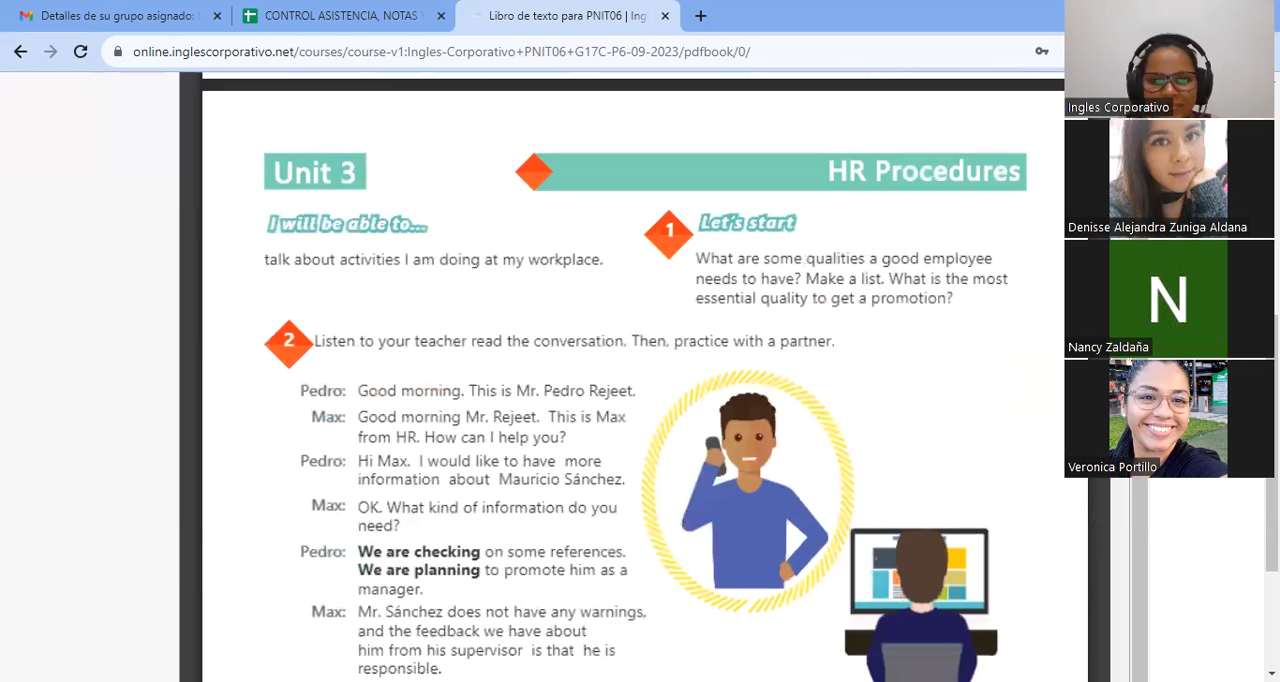 Detalles de su grupo asignado:
CONTROL ASISTENCIA, NOTAS Y
Libro de texto para PNIT06 | Ing
online.inglescorporativo.net/courses/course-v1:Ingles-Corporativo+PNIT06+G17C-P6-09-2023/pdfbook/0/
Unit 3
HR Procedures
I will be able to...
talk about activities I am doing at my workplace.
1
Let's start
What are some qualities a good employee
needs to have? Make a list. What is the most
essential quality to get a promotion?
2
Listen to your teacher read the conversation. Then, practice with a partner.
Pedro: Good morning. This is Mr. Pedro Rejeet.
Max: Good morning Mr. Rejeet. This is Max
from HR. How can I help you?
Pedro: Hi Max. I would like to have more
information about Mauricio Sánchez.
Max: OK. What kind of information do you
need?
Pedro: We are checking on some references.
We are planning to promote him as a
manager.
Max: Mr. Sánchez does not have any warnings,
and the feedback we have about
him from his supervisor is that he is
responsible.
Ingles Corporativo
Denisse Alejandra Zuniga Aldana
N
Nancy Zaldaña
Veronica Portillo